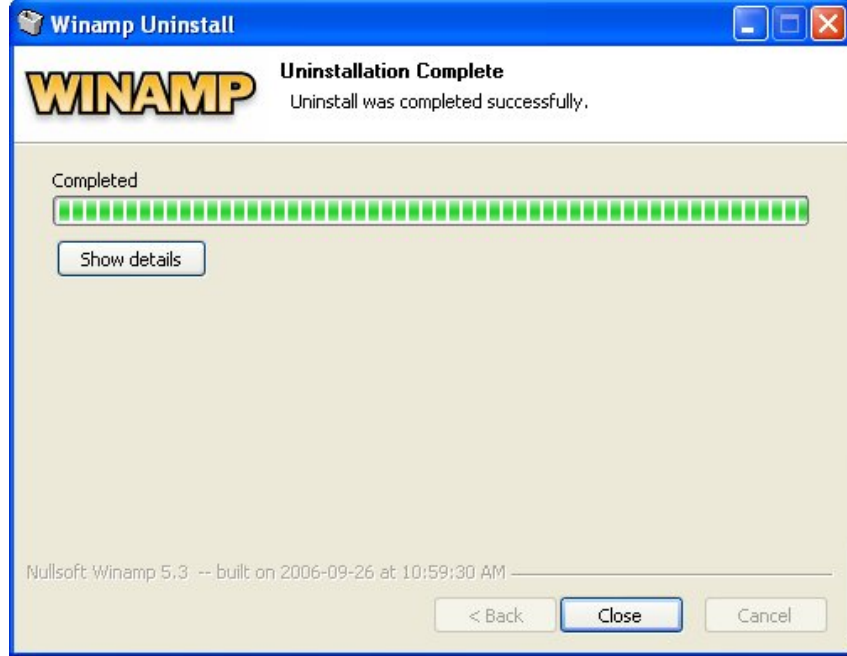 Winamp Uninstall
WINAMP
Uninstallation Complete
Uninstall was completed successfully.
Completed
Show details
Nullsoft Winamp 5.3 -- built on 2006-09-26 at 10:59:30 AM
< Back
Close
Cancel